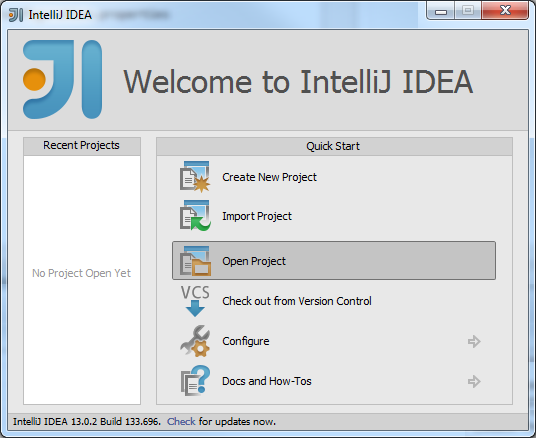 IntelliJ IDEA
Welcome to IntelliJ IDEA
Recent Projects
No Project Open Yet
Quick Start
Create New Project
Import Project
Open Project
VCS
Check out from Version Control
Configure
Docs and How-Tos
IntelliJ IDEA 13.0.2 Build 133.696. Check for updates now.